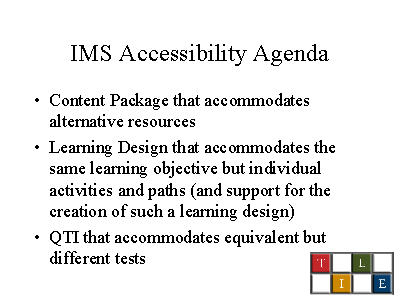 IMS Accessibility Agenda
• Content Package that accommodates
alternative resources
• Learning Design that accommodates the
same learning objective but individual
activities and paths (and support for the
creation of such a learning design)
• QTI that accommodates equivalent but
different tests
T L
I E